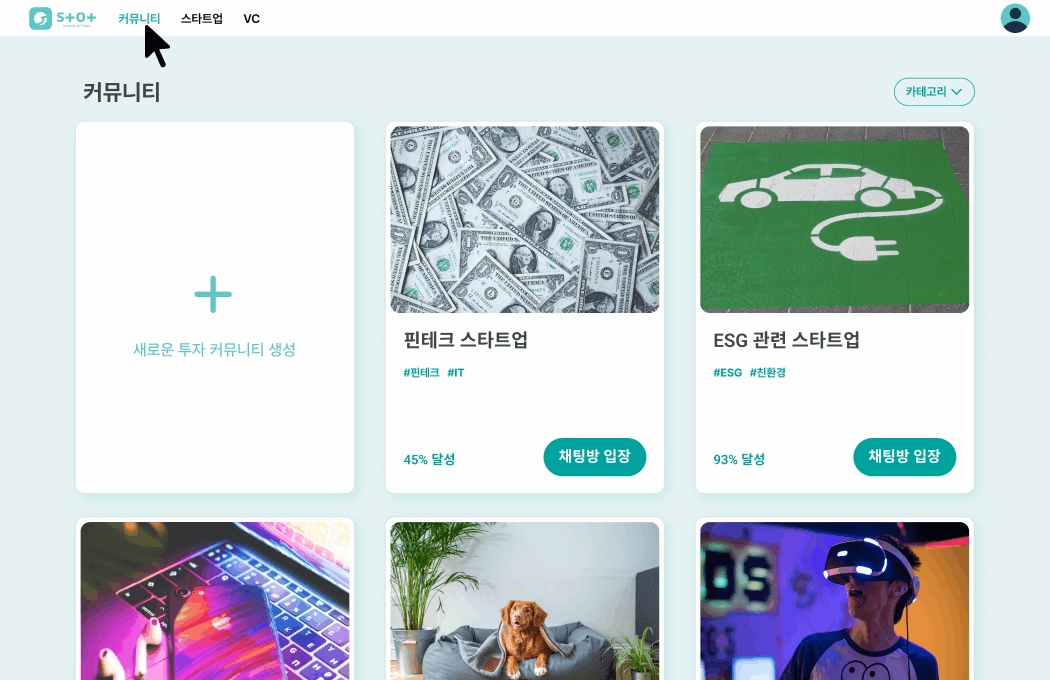 S+O+
커뮤니티
스타트업
VC
커뮤니티
카테고리
새로운 투자 커뮤니티 생성
핀테크 스타트업
#핀테크 #IT
45% 달성
채팅방 입장
ESG 관련 스타트업
#ESG #친환경
93% 달성
채팅방 입장